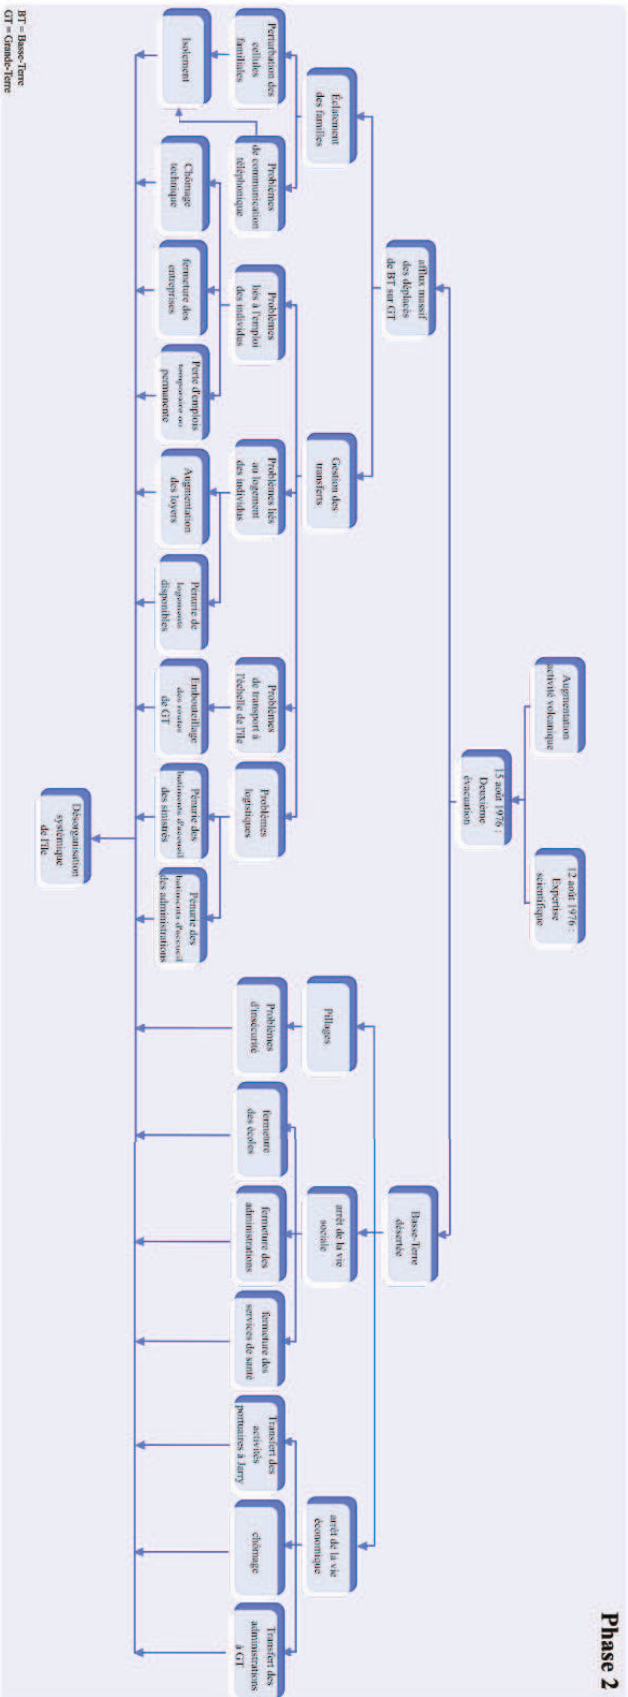 Phase 2
Augmentation
activité volcanique
12 août 1976 :
Expertise
scientifique
15 août 1976 :
Deuxième
évacuation
afflux massif
des déplacés
de BT sur GT
Basse-Terre
désertée
Éclatement
des familles
Gestion des
transferts
Pillages
arrêt de la vie
sociale
arrêt de la vie
économique
Perturbation des
cellules
familiales
Problèmes
de communication
téléphonique
Problèmes
liés à l'emploi
des individus
Problèmes liés
au logement
des individus
Problèmes
de transport à
l'échelle de l'île
Problèmes
logistiques
Problèmes
d'insécurité
fermeture
des écoles
fermeture des
administrations
fermeture des
services de santé
Transfert des
activités
portuaires à Jarry
chômage
Transfert des
administrations
à GT
Isolement
Chômage
technique
fermeture des
entreprises
Perte d'emplois
temporaire ou
permanente
Augmentation
des loyers
Pénurie de
logements
disponibles
Embouteillage
des routes
de GT
Pénurie des
batiments d'accueil
des sinistrés
Pénurie des
batiments d'accueil
des administrations
Désorganisation
systémique
de l'île
BT = Basse-Terre
GT = Grande-Terre